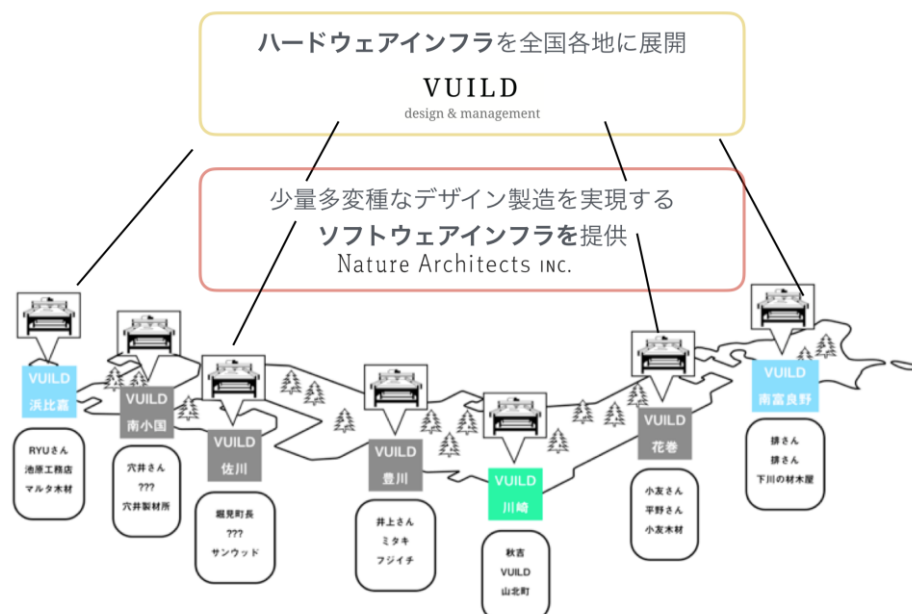 ハードウェアインフラを全国各地に展開
VUILD
design & management
少量多変種なデザイン製造を実現する
ソフトウェアインフラを提供
Nature Architects INC.
VUILD
浜比嘉
RYUさん
池原工務店
マルタ木材
VUILD
南小国
穴井さん
???
穴井製材所
VUILD
佐川
堀見町長
???
サンウッド
VUILD
豊川
井上さん
ミタキ
フジイチ
VUILD
川崎
秋吉
VUILD
山北町
VUILD
花巻
小友さん
平野さん
小友木材
VUILD
南富良野
さん
さん
下川の材木屋